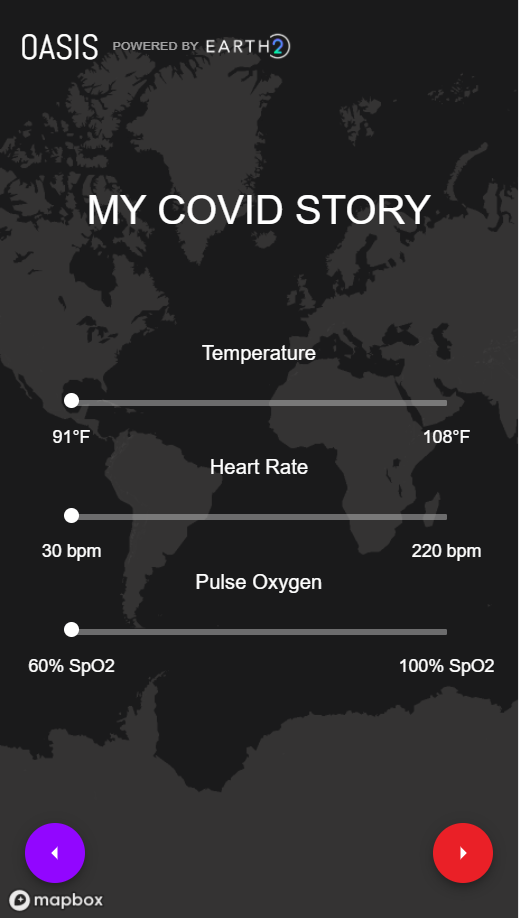 OASIS POWERED BY EARTH2
MY COVID STORY
Temperature
91°F 108°F
Heart Rate
30 bpm 220 bpm
Pulse Oxygen
60% SpO2 100% SpO2
mapbox